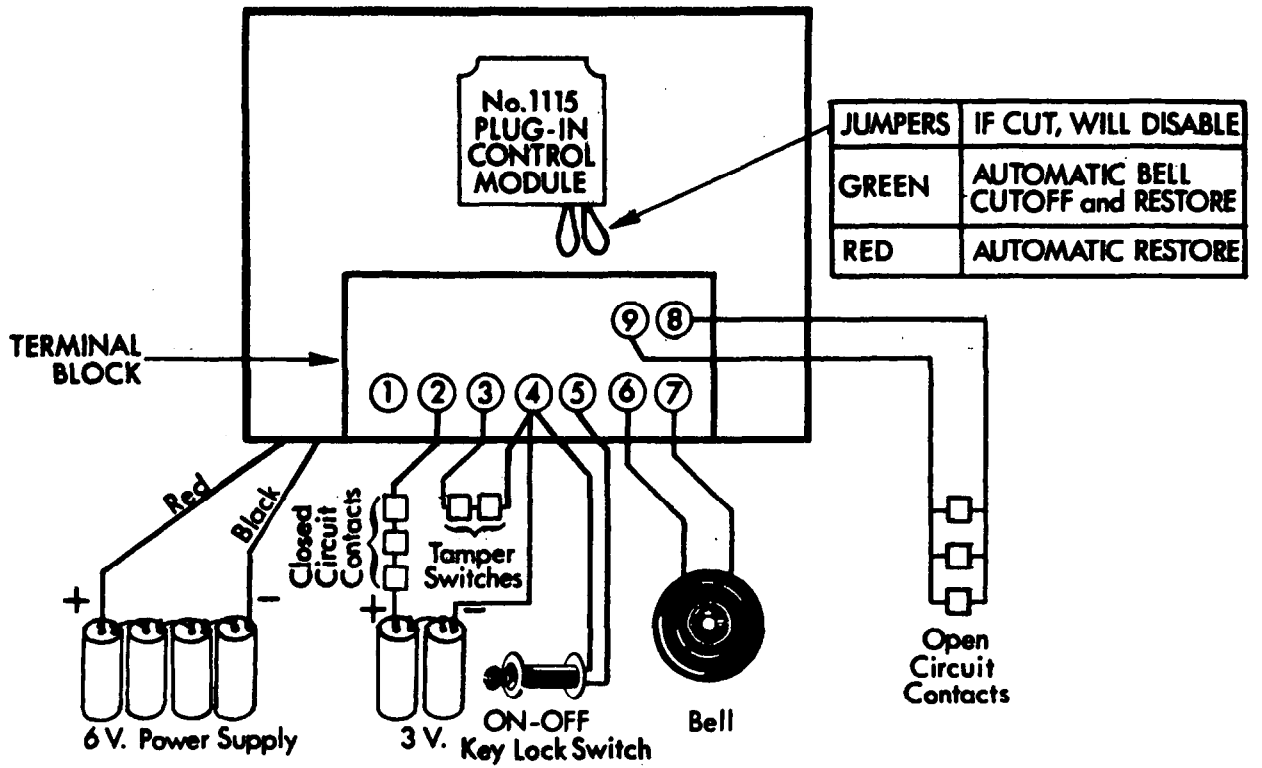 No.1115
PLUG-IN
CONTROL
MODULE
JUMPERS IF CUT, WILL DISABLE
GREEN AUTOMATIC BELL
CUTOFF and RESTORE
RED AUTOMATIC RESTORE
TERMINAL
BLOCK
9 8
1 2 3 4 5 6 7
Red
Black
Closed
Circuit
Contacts
Tamper
Switches
+ -
+ -
6 V. Power Supply
3 V.
ON-OFF
Key Lock Switch
Bell
Open
Circuit
Contacts